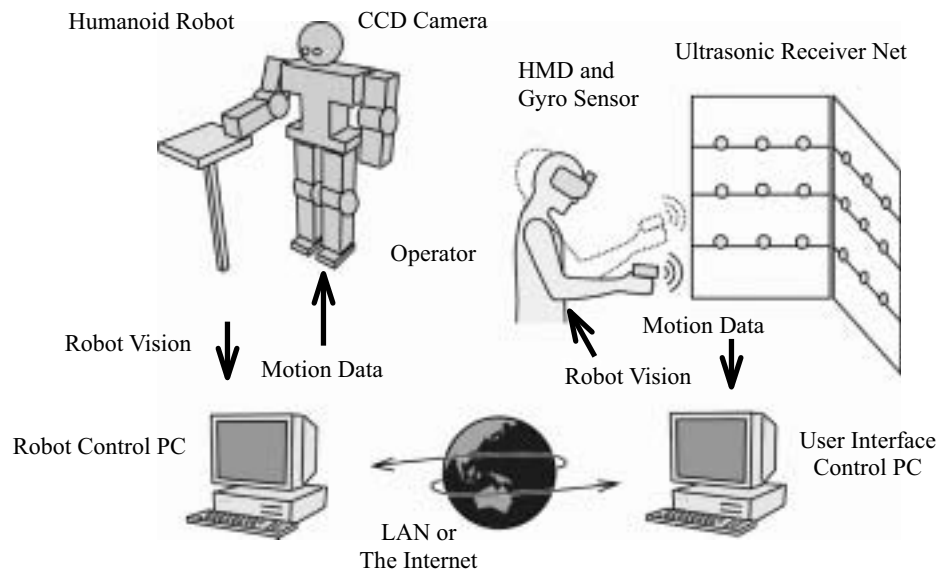 Humanoid Robot
CCD Camera
Ultrasonic Receiver Net
HMD and
Gyro Sensor
Operator
Robot Vision
Motion Data
Motion Data
Robot Vision
Robot Control PC
User Interface
Control PC
LAN or
The Internet